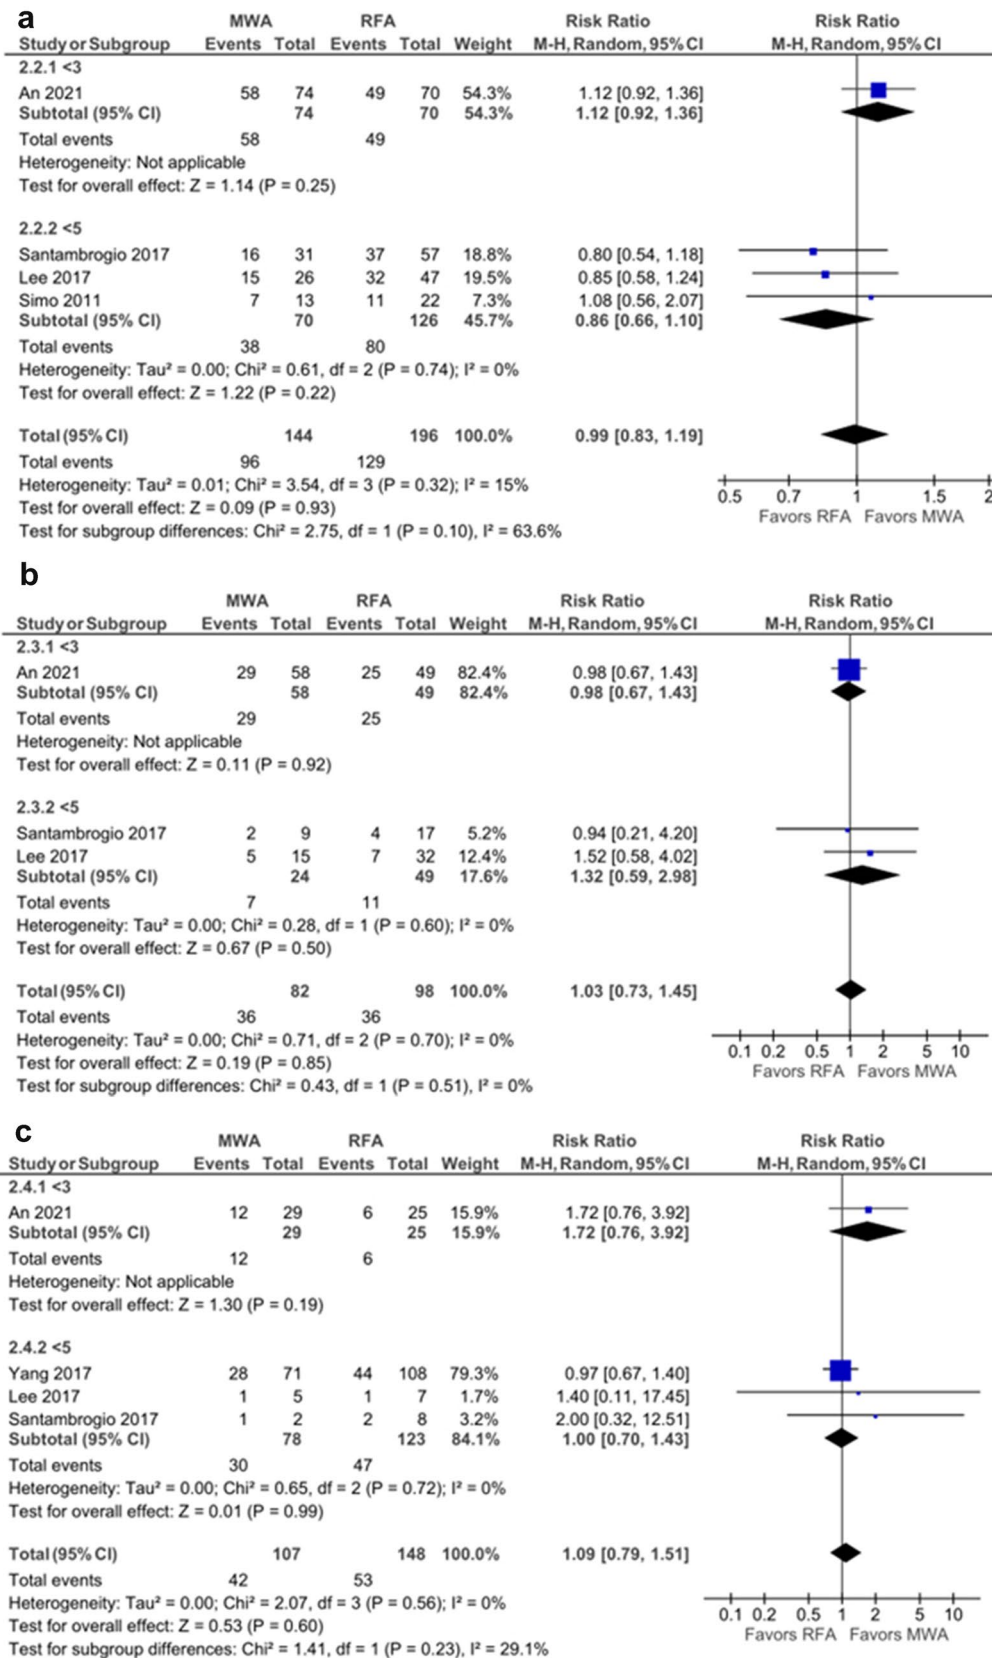 a
MWA RFA Risk Ratio Risk Ratio
Study or Subgroup Events Total Events Total Weight M-H, Random, 95% CI M-H, Random, 95% CI
2.2.1 <3
An 2021 58 74 49 70 54.3% 1.12 [0.92, 1.36]
Subtotal (95% CI) 74 70 54.3% 1.12 [0.92, 1.36]
Total events 58 49
Heterogeneity: Not applicable
Test for overall effect: Z = 1.14 (P = 0.25)
2.2.2 <5
Santambrogio 2017 16 31 37 57 18.8% 0.80 [0.54, 1.18]
Lee 2017 15 26 32 47 19.5% 0.85 [0.58, 1.24]
Simo 2011 7 13 11 22 7.3% 1.08 [0.56, 2.07]
Subtotal (95% CI) 70 126 45.7% 0.86 [0.66, 1.10]
Total events 38 80
Heterogeneity: Tau² = 0.00; Chi² = 0.61, df = 2 (P = 0.74); I² = 0%
Test for overall effect: Z = 1.22 (P = 0.22)
Total (95% CI) 144 196 100.0% 0.99 [0.83, 1.19]
Total events 96 129
Heterogeneity: Tau² = 0.01; Chi² = 3.54, df = 3 (P = 0.32); I² = 15%
Test for overall effect: Z = 0.09 (P = 0.93)
Test for subgroup differences: Chi² = 2.75, df = 1 (P = 0.10), I² = 63.6%
0.5 0.7 1 1.5 2
Favors RFA Favors MWA
b
MWA RFA Risk Ratio Risk Ratio
Study or Subgroup Events Total Events Total Weight M-H, Random, 95% CI M-H, Random, 95% CI
2.3.1 <3
An 2021 29 58 25 49 82.4% 0.98 [0.67, 1.43]
Subtotal (95% CI) 58 49 82.4% 0.98 [0.67, 1.43]
Total events 29 25
Heterogeneity: Not applicable
Test for overall effect: Z = 0.11 (P = 0.92)
2.3.2 <5
Santambrogio 2017 2 9 4 17 5.2% 0.94 [0.21, 4.20]
Lee 2017 5 15 7 32 12.4% 1.52 [0.58, 4.02]
Subtotal (95% CI) 24 49 17.6% 1.32 [0.59, 2.98]
Total events 7 11
Heterogeneity: Tau² = 0.00; Chi² = 0.28, df = 1 (P = 0.60); I² = 0%
Test for overall effect: Z = 0.67 (P = 0.50)
Total (95% CI) 82 98 100.0% 1.03 [0.73, 1.45]
Total events 36 36
Heterogeneity: Tau² = 0.00; Chi² = 0.71, df = 2 (P = 0.70); I² = 0%
Test for overall effect: Z = 0.19 (P = 0.85)
Test for subgroup differences: Chi² = 0.43, df = 1 (P = 0.51), I² = 0%
0.1 0.2 0.5 1 2 5 10
Favors RFA Favors MWA
c
MWA RFA Risk Ratio Risk Ratio
Study or Subgroup Events Total Events Total Weight M-H, Random, 95% CI M-H, Random, 95% CI
2.4.1 <3
An 2021 12 29 6 25 15.9% 1.72 [0.76, 3.92]
Subtotal (95% CI) 29 25 15.9% 1.72 [0.76, 3.92]
Total events 12 6
Heterogeneity: Not applicable
Test for overall effect: Z = 1.30 (P = 0.19)
2.4.2 <5
Yang 2017 28 71 44 108 79.3% 0.97 [0.67, 1.40]
Lee 2017 1 5 1 7 1.7% 1.40 [0.11, 17.45]
Santambrogio 2017 1 2 2 8 3.2% 2.00 [0.32, 12.51]
Subtotal (95% CI) 78 123 84.1% 1.00 [0.70, 1.43]
Total events 30 47
Heterogeneity: Tau² = 0.00; Chi² = 0.65, df = 2 (P = 0.72); I² = 0%
Test for overall effect: Z = 0.01 (P = 0.99)
Total (95% CI) 107 148 100.0% 1.09 [0.79, 1.51]
Total events 42 53
Heterogeneity: Tau² = 0.00; Chi² = 2.07, df = 3 (P = 0.56); I² = 0%
Test for overall effect: Z = 0.53 (P = 0.60)
Test for subgroup differences: Chi² = 1.41, df = 1 (P = 0.23), I² = 29.1%
0.1 0.2 0.5 1 2 5 10
Favors RFA Favors MWA